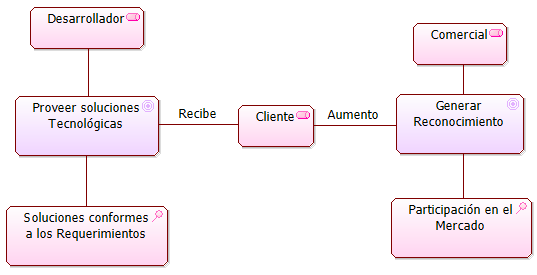 Desarrollador
Comercial
Proveer soluciones
Tecnológicas
Recibe
Cliente
Aumento
Generar
Reconocimiento
Soluciones conformes
a los Requerimientos
Participación en el
Mercado